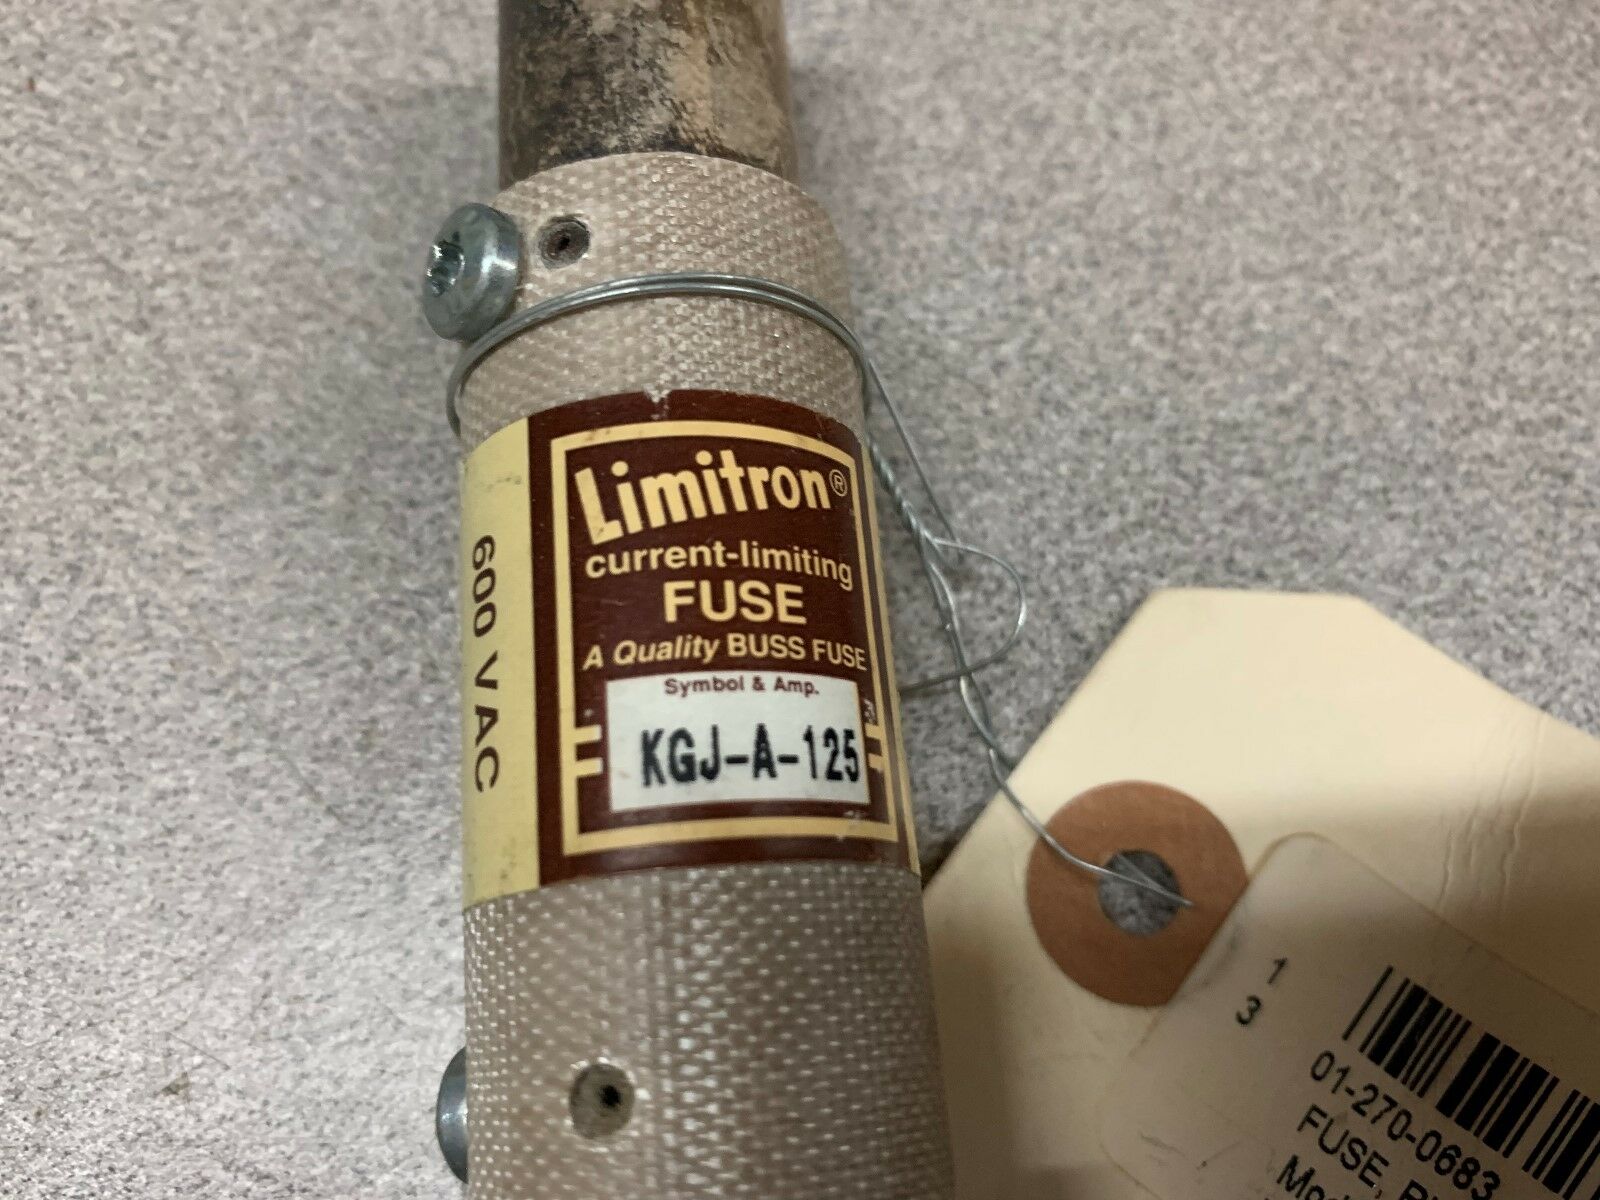 600 VAC
Limitron®
current-limiting
FUSE
A Quality BUSS FUSE
Symbol & Amp.
KGJ-A-125
1
3
01-270-0683
FUSE,